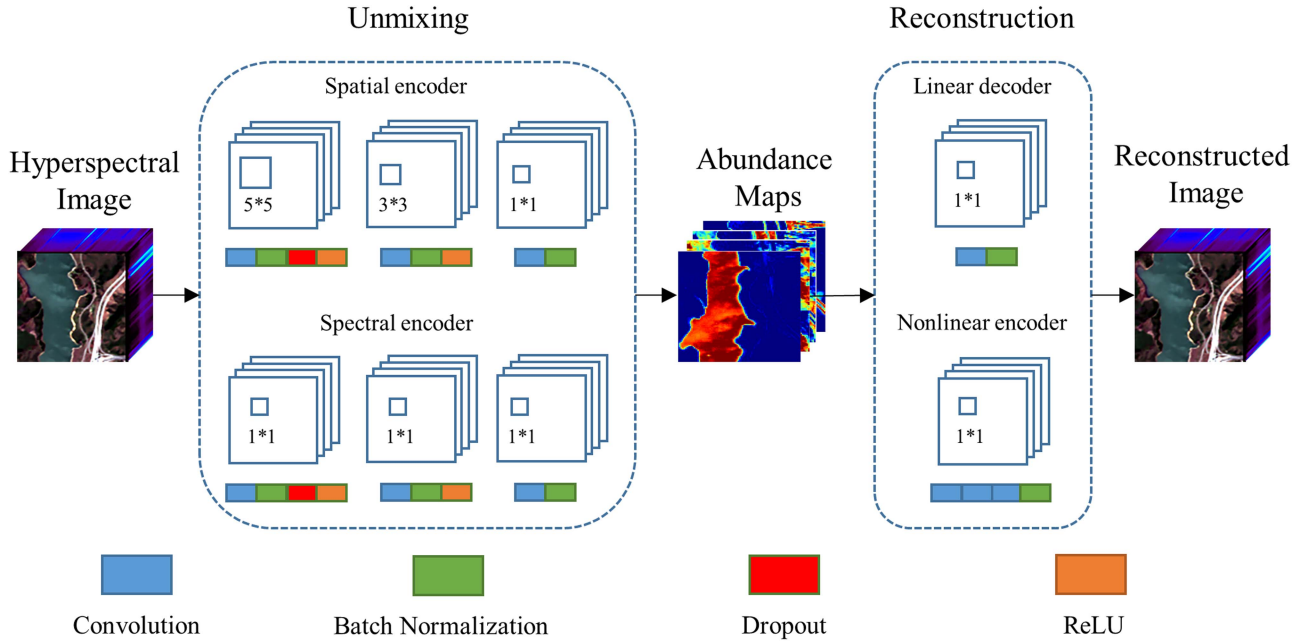 Unmixing
Reconstruction
Spatial encoder
Linear decoder
Hyperspectral
Image
5*5
3*3
1*1
Abundance
Maps
1*1
Reconstructed
Image
Spectral encoder
Nonlinear encoder
1*1
1*1
1*1
1*1
Convolution
Batch Normalization
Dropout
ReLU